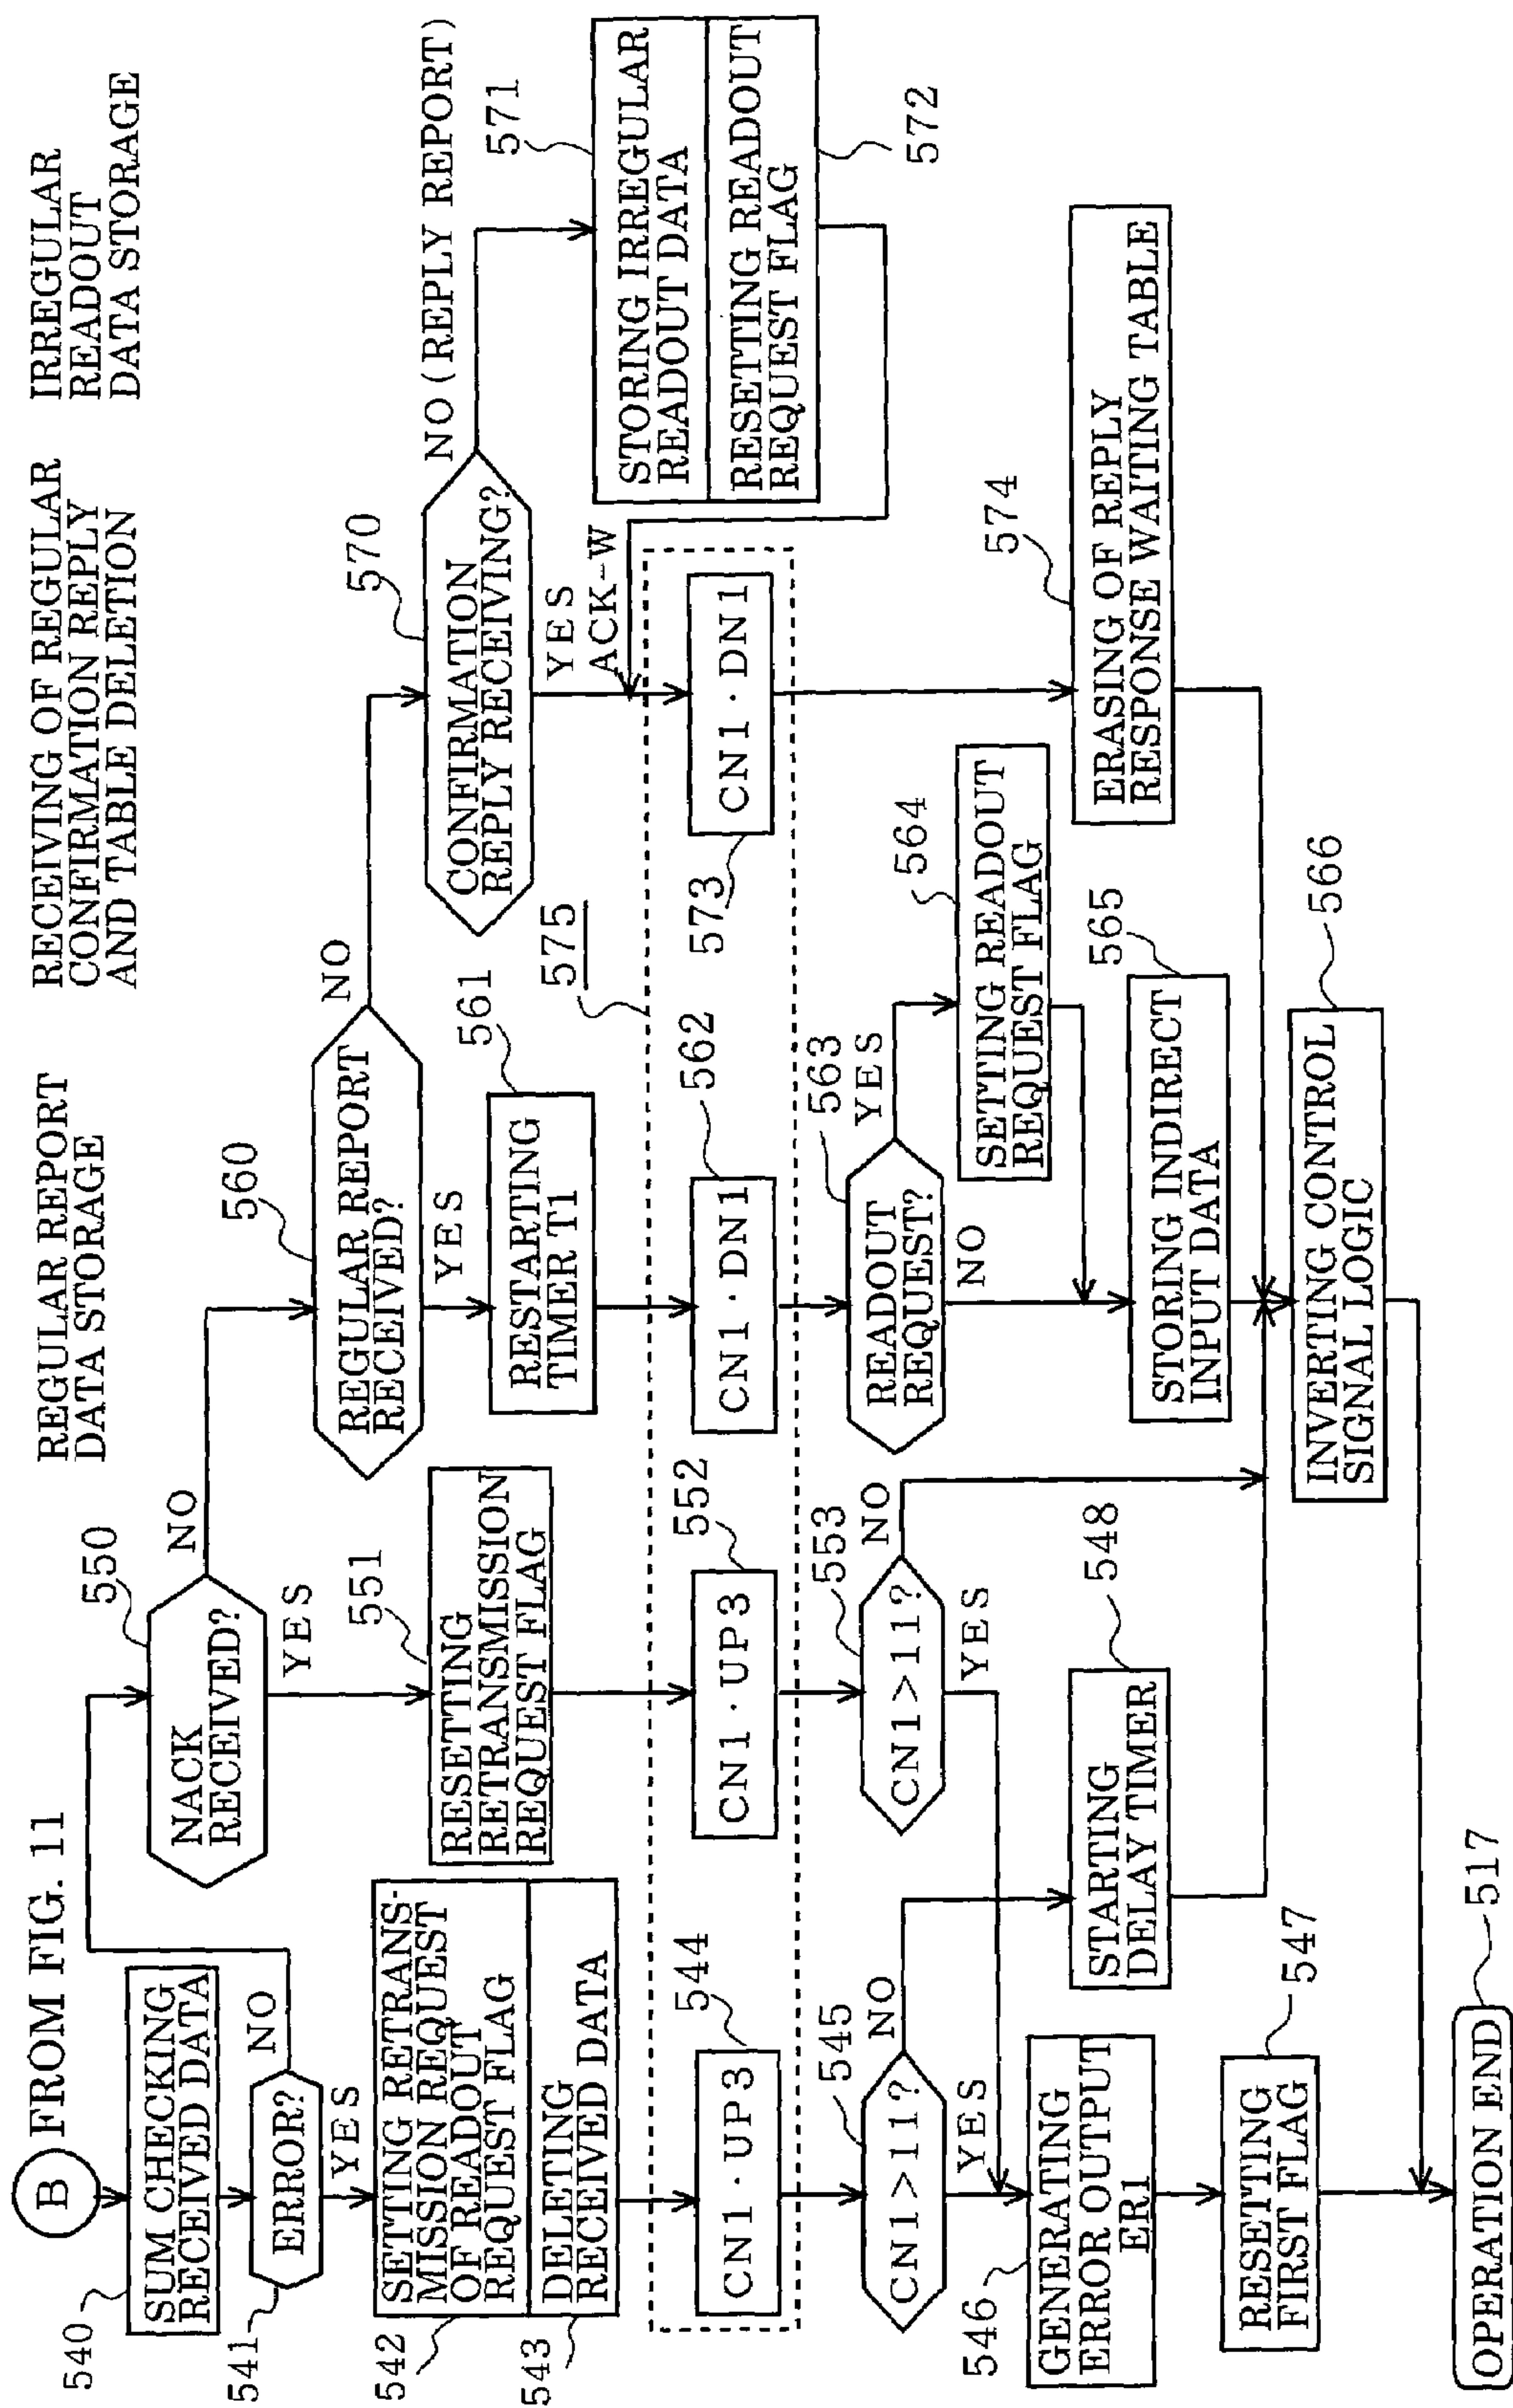 B
FROM FIG. 11
540
SUM CHECKING
RECEIVED DATA
541
ERROR?
NO
YES
542
SETTING RETRANS-
MISSION REQUEST
OF READOUT
REQUEST FLAG
543
DELETING
RECEIVED DATA
544
CN1 · UP3
545
CN1>11?
NO
YES
546
GENERATING
ERROR OUTPUT
ER1
547
RESETTING
FIRST FLAG
517
OPERATION END
548
STARTING
DELAY TIMER
550
NACK
RECEIVED?
NO
YES
551
RESETTING
RETRANSMISSION
REQUEST FLAG
552
CN1 · UP3
553
CN1>11?
NO
YES
REGULAR REPORT
DATA STORAGE
560
REGULAR REPORT
RECEIVED?
NO
YES
561
RESTARTING
TIMER T1
575
562
CN1 · DN1
563
READOUT
REQUEST?
YES
NO
564
SETTING READOUT
REQUEST FLAG
565
STORING INDIRECT
INPUT DATA
566
INVERTING CONTROL
SIGNAL LOGIC
RECEIVING OF REGULAR
CONFIRMATION REPLY
AND TABLE DELETION
570
CONFIRMATION
REPLY RECEIVING?
NO (REPLY REPORT)
YES
ACK-W
573
CN1 · DN1
574
ERASING OF REPLY
RESPONSE WAITING TABLE
IRREGULAR
READOUT
DATA STORAGE
571
STORING IRREGULAR
READOUT DATA
RESETTING READOUT
REQUEST FLAG
572